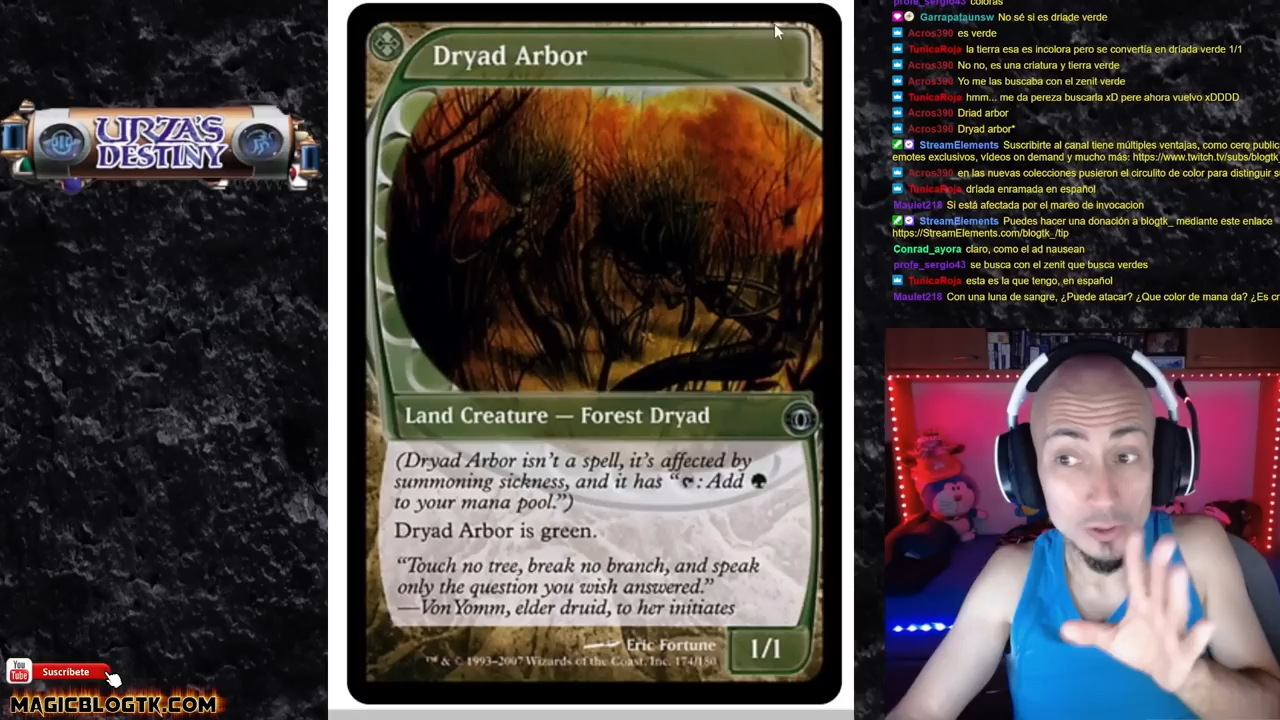 URZA'S
DESTINY
You
Tube
Suscríbete
MAGICBLOGTK.COM
Dryad Arbor
Land Creature — Forest Dryad
(Dryad Arbor isn't a spell, it's affected by
summoning sickness, and it has “ : Add
to your mana pool.”)
Dryad Arbor is green.
“Touch no tree, break no branch, and speak
only the question you wish answered.”
—Von Yomm, elder druid, to her initiates
Eric Fortune
™ & © 1993–2007 Wizards of the Coast, Inc. 174/180
1/1
profe_sergio43 coloras
Garrapataunsw No sé si es driade verde
Acros390 es verde
TunicaRoja la tierra esa es incolora pero se convertía en dríada verde 1/1
Acros390 No no, es una criatura y tierra verde
Acros390 Yo me las buscaba con el zenit verde
TunicaRoja hmm... me da pereza buscarla xD pere ahora vuelvo xDDDD
Acros390 Driad arbor
Acros390 Dryad arbor*
StreamElements Suscribirte al canal tiene múltiples ventajas, como cero public
emotes exclusivos, vídeos on demand y mucho más: https://www.twitch.tv/subs/blogtk
Acros390 en las nuevas colecciones pusieron el circulito de color para distinguir s
TunicaRoja dríada enramada en español
Maulet218 Si está afectada por el mareo de invocacion
StreamElements Puedes hacer una donación a blogtk_ mediante este enlace
https://StreamElements.com/blogtk_/tip
Conrad_ayora claro, como el ad nausean
profe_sergio43 se busca con el zenit que busca verdes
TunicaRoja esta es la que tengo, en español
Maulet218 Con una luna de sangre, ¿Puede atacar? ¿Que color de mana da? ¿Es cr